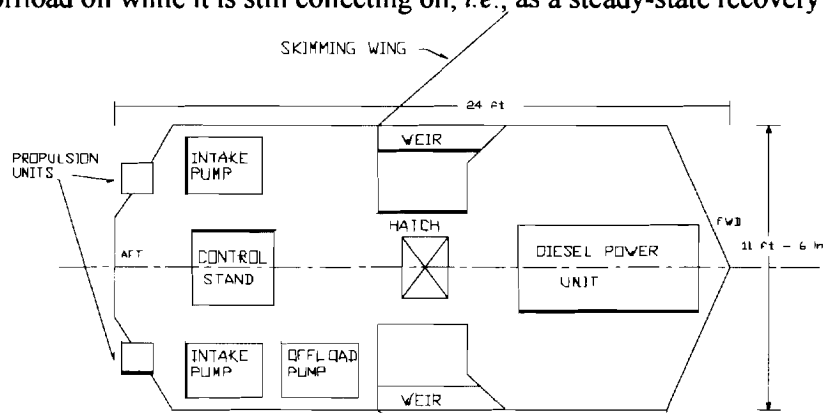 offload oil while it is still collecting oil, i.e., as a steady-state recovery
SKIMMING WING
24 ft
PROPULSION
UNITS
INTAKE
PUMP
WEIR
HATCH
FWD
11 ft - 6 in
AFT
CONTROL
STAND
DIESEL POWER
UNIT
INTAKE
PUMP
OFFLOAD
PUMP
WEIR